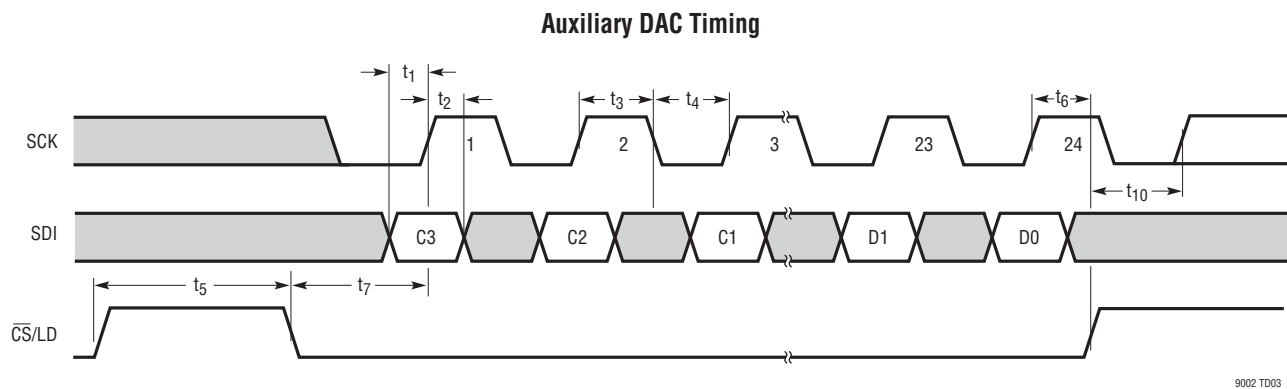 Auxiliary DAC Timing
t1
t2
t3
t4
t6
SCK
1
2
3
23
24
t10
SDI
C3
C2
C1
D1
D0
t5
t7
C̅S̅/LD
9002 TD03